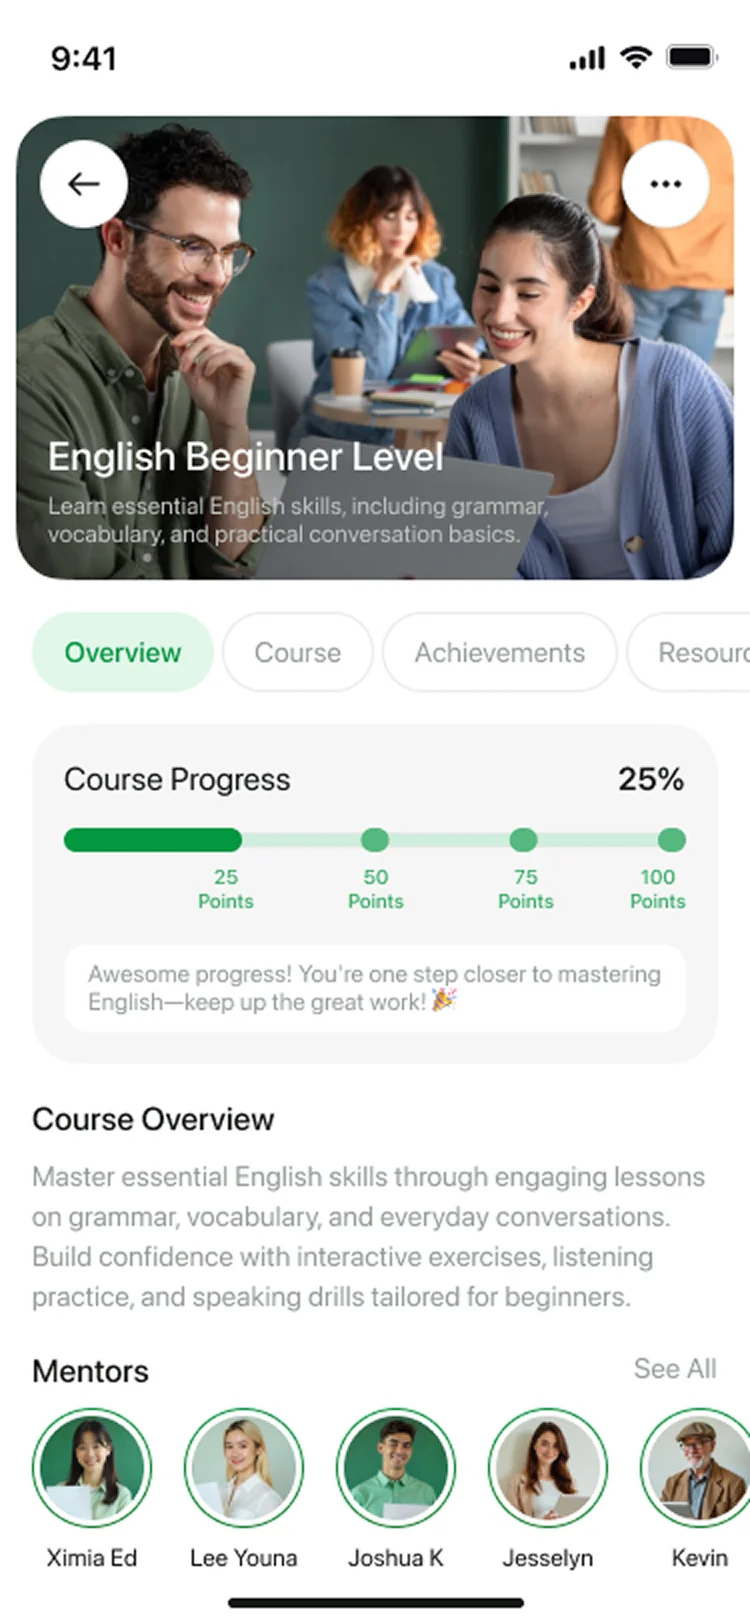 9:41
English Beginner Level
Learn essential English skills, including grammar,
vocabulary, and practical conversation basics.
Overview
Course
Achievements
Resourc
Course Progress
25%
25
Points
50
Points
75
Points
100
Points
Awesome progress! You're one step closer to mastering
English—keep up the great work! 🎉
Course Overview
Master essential English skills through engaging lessons
on grammar, vocabulary, and everyday conversations.
Build confidence with interactive exercises, listening
practice, and speaking drills tailored for beginners.
Mentors
See All
Ximia Ed
Lee Youna
Joshua K
Jesselyn
Kevin